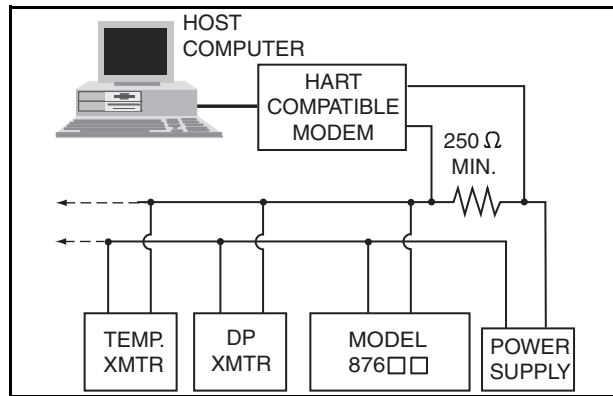 HOST
COMPUTER
HART
COMPATIBLE
MODEM
250 Ω
MIN.
TEMP.
XMTR
DP
XMTR
MODEL
876□□
POWER
SUPPLY